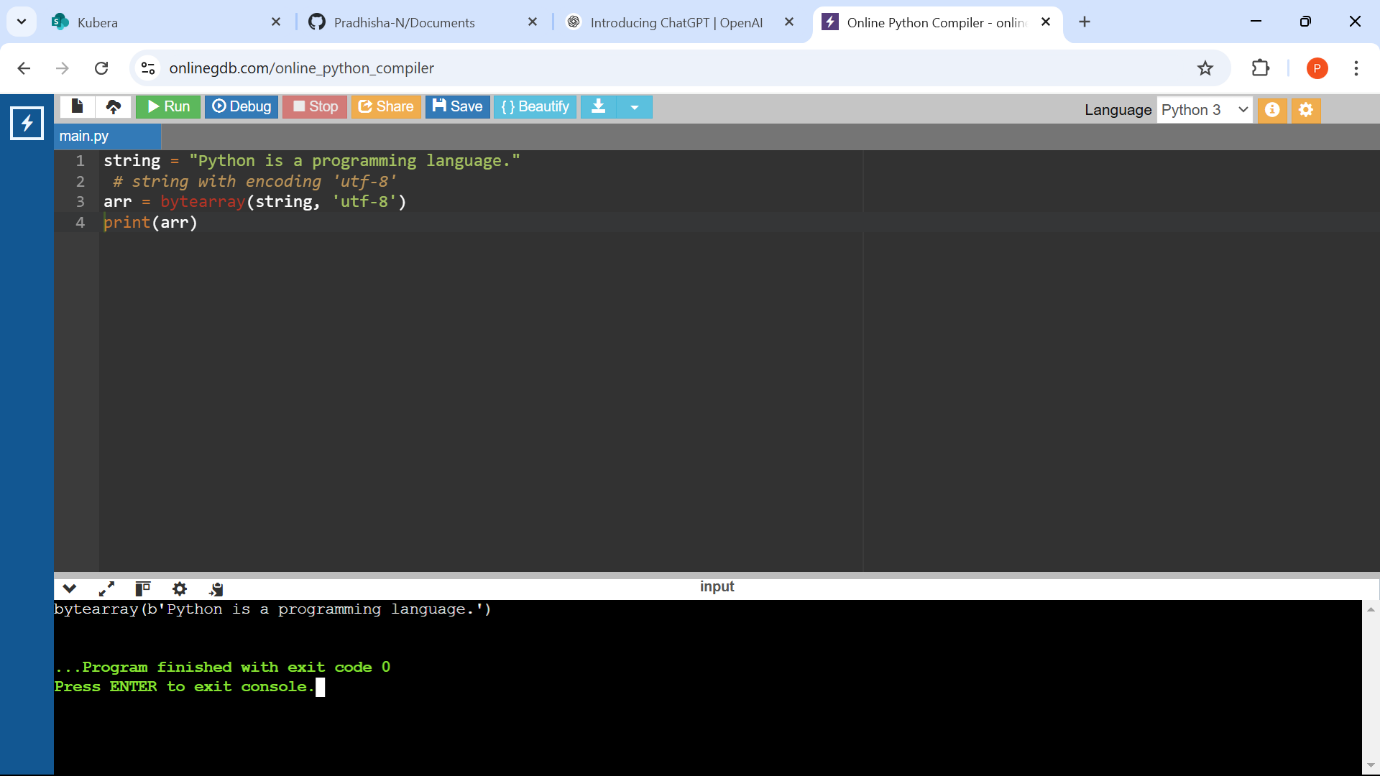 Kubera
Pradhisha-N/Documents
Introducing ChatGPT | OpenAI
Online Python Compiler - onlin
onlinegdb.com/online_python_compiler
P
Run Debug Stop Share Save { } Beautify
Language Python 3
main.py
1 string = "Python is a programming language."
2 # string with encoding 'utf-8'
3 arr = bytearray(string, 'utf-8')
4 print(arr)
input
bytearray(b'Python is a programming language.')
...Program finished with exit code 0
Press ENTER to exit console.